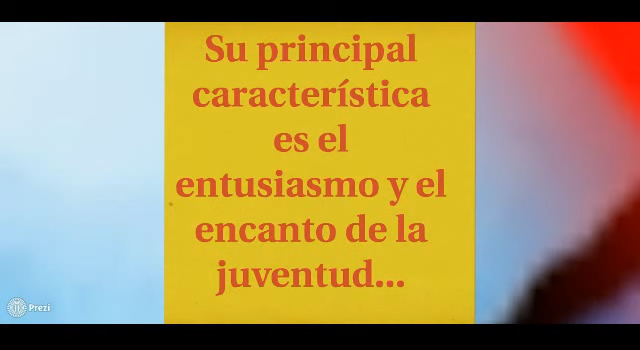 Su principal
característica
es el
entusiasmo y el
encanto de la
juventud...
Prezi